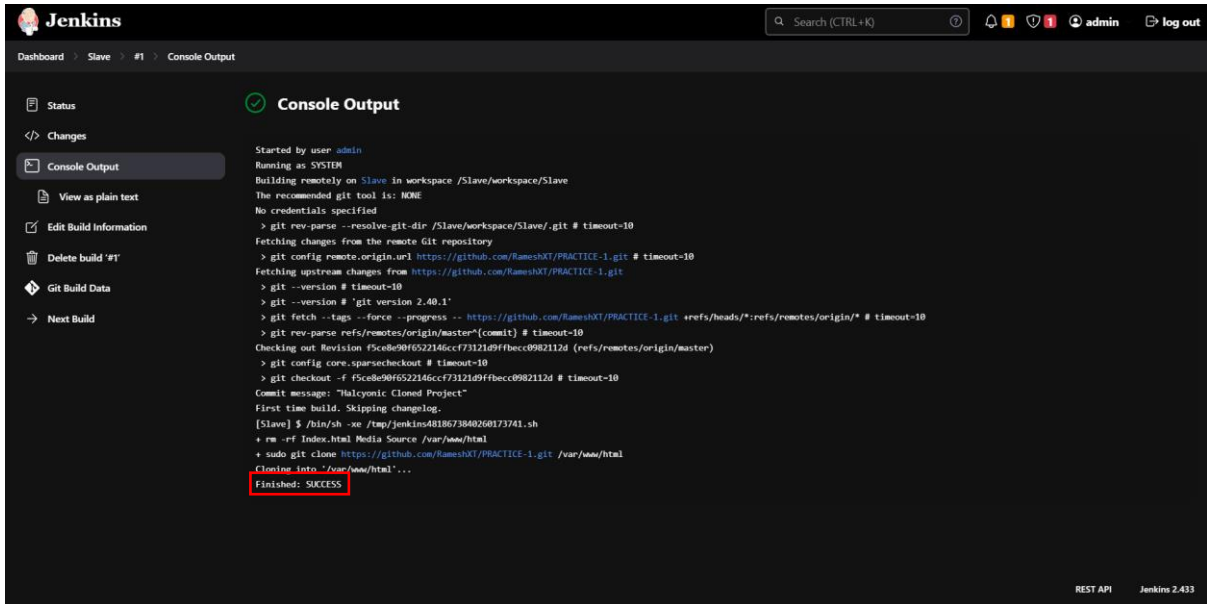 Jenkins
Search (CTRL+K)
1
1
admin
log out
Dashboard > Slave > #1 > Console Output
Status
Changes
Console Output
View as plain text
Edit Build Information
Delete build '#1'
Git Build Data
Next Build
Console Output
Started by user admin
Running as SYSTEM
Building remotely on Slave in workspace /Slave/workspace/Slave
The recommended git tool is: NONE
No credentials specified
> git rev-parse --resolve-git-dir /Slave/workspace/Slave/.git # timeout=10
Fetching changes from the remote Git repository
> git config remote.origin.url https://github.com/RameshXT/PRACTICE-1.git # timeout=10
Fetching upstream changes from https://github.com/RameshXT/PRACTICE-1.git
> git --version # timeout=10
> git --version # 'git version 2.40.1'
> git fetch --tags --force --progress -- https://github.com/RameshXT/PRACTICE-1.git +refs/heads/*:refs/remotes/origin/* # timeout=10
> git rev-parse refs/remotes/origin/master^{commit} # timeout=10
Checking out Revision f5ce8e90f6522146ccf73121d9ffbecc0982112d (refs/remotes/origin/master)
> git config core.sparsecheckout # timeout=10
> git checkout -f f5ce8e90f6522146ccf73121d9ffbecc0982112d # timeout=10
Commit message: "Halcyonic Cloned Project"
First time build. Skipping changelog.
[Slave] $ /bin/sh -xe /tmp/jenkins4818673840260173741.sh
+ rm -rf Index.html Media Source /var/www/html
+ sudo git clone https://github.com/RameshXT/PRACTICE-1.git /var/www/html
Cloning into '/var/www/html'...
Finished: SUCCESS
REST API
Jenkins 2.433